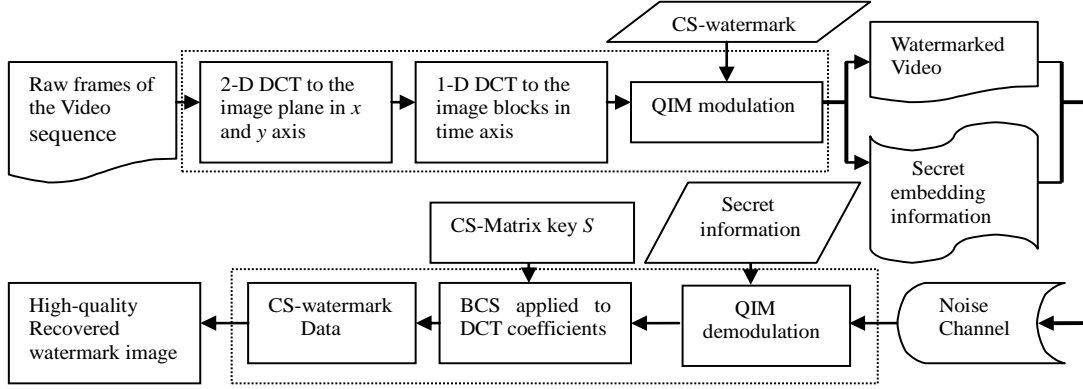 CS-watermark
Raw frames of
the Video
sequence
2-D DCT to the
image plane in x
and y axis
1-D DCT to the
image blocks in
time axis
QIM modulation
Watermarked
Video
Secret
embedding
information
CS-Matrix key S
Secret
information
High-quality
Recovered
watermark image
CS-watermark
Data
BCS applied to
DCT coefficients
QIM
demodulation
Noise
Channel